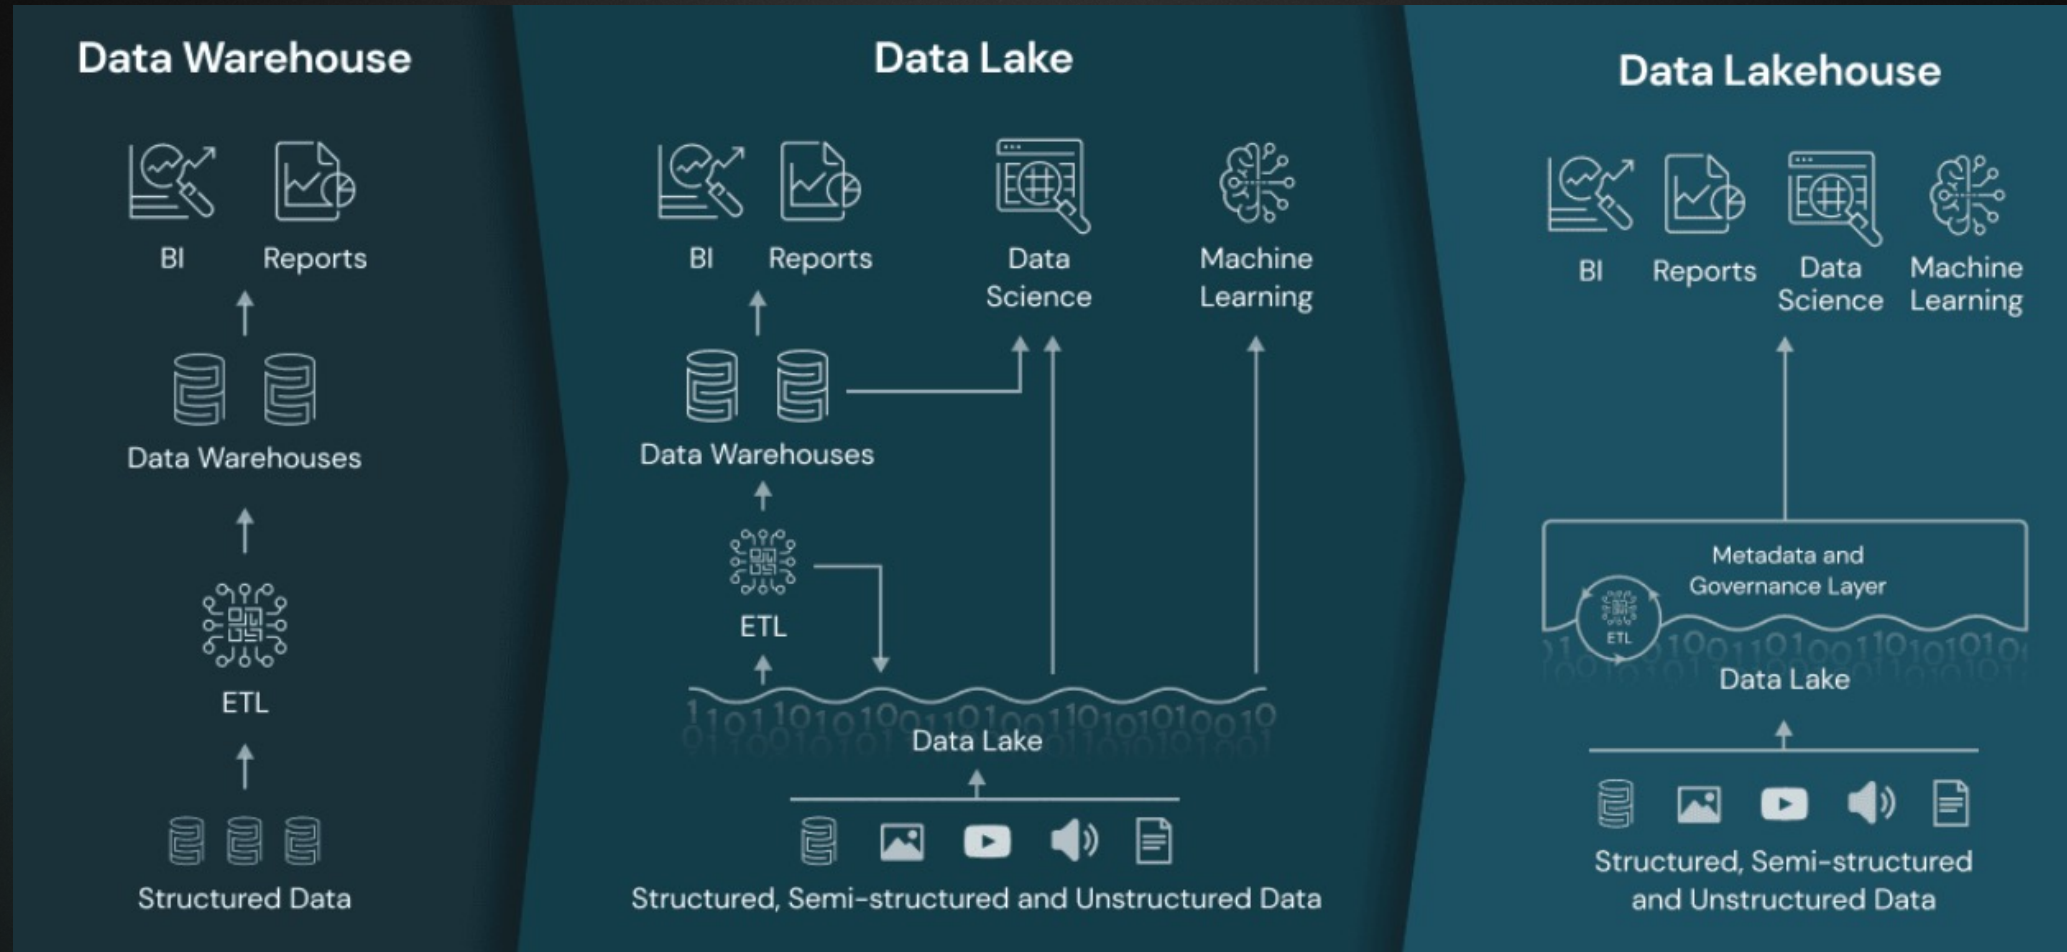 Data Warehouse
BI
Reports
Data Warehouses
ETL
Structured Data
Data Lake
BI
Reports
Data
Science
Machine
Learning
Data Warehouses
ETL
Data Lake
Structured, Semi-structured and Unstructured Data
Data Lakehouse
BI
Reports
Data
Science
Machine
Learning
Metadata and
Governance Layer
ETL
Data Lake
Structured, Semi-structured
and Unstructured Data